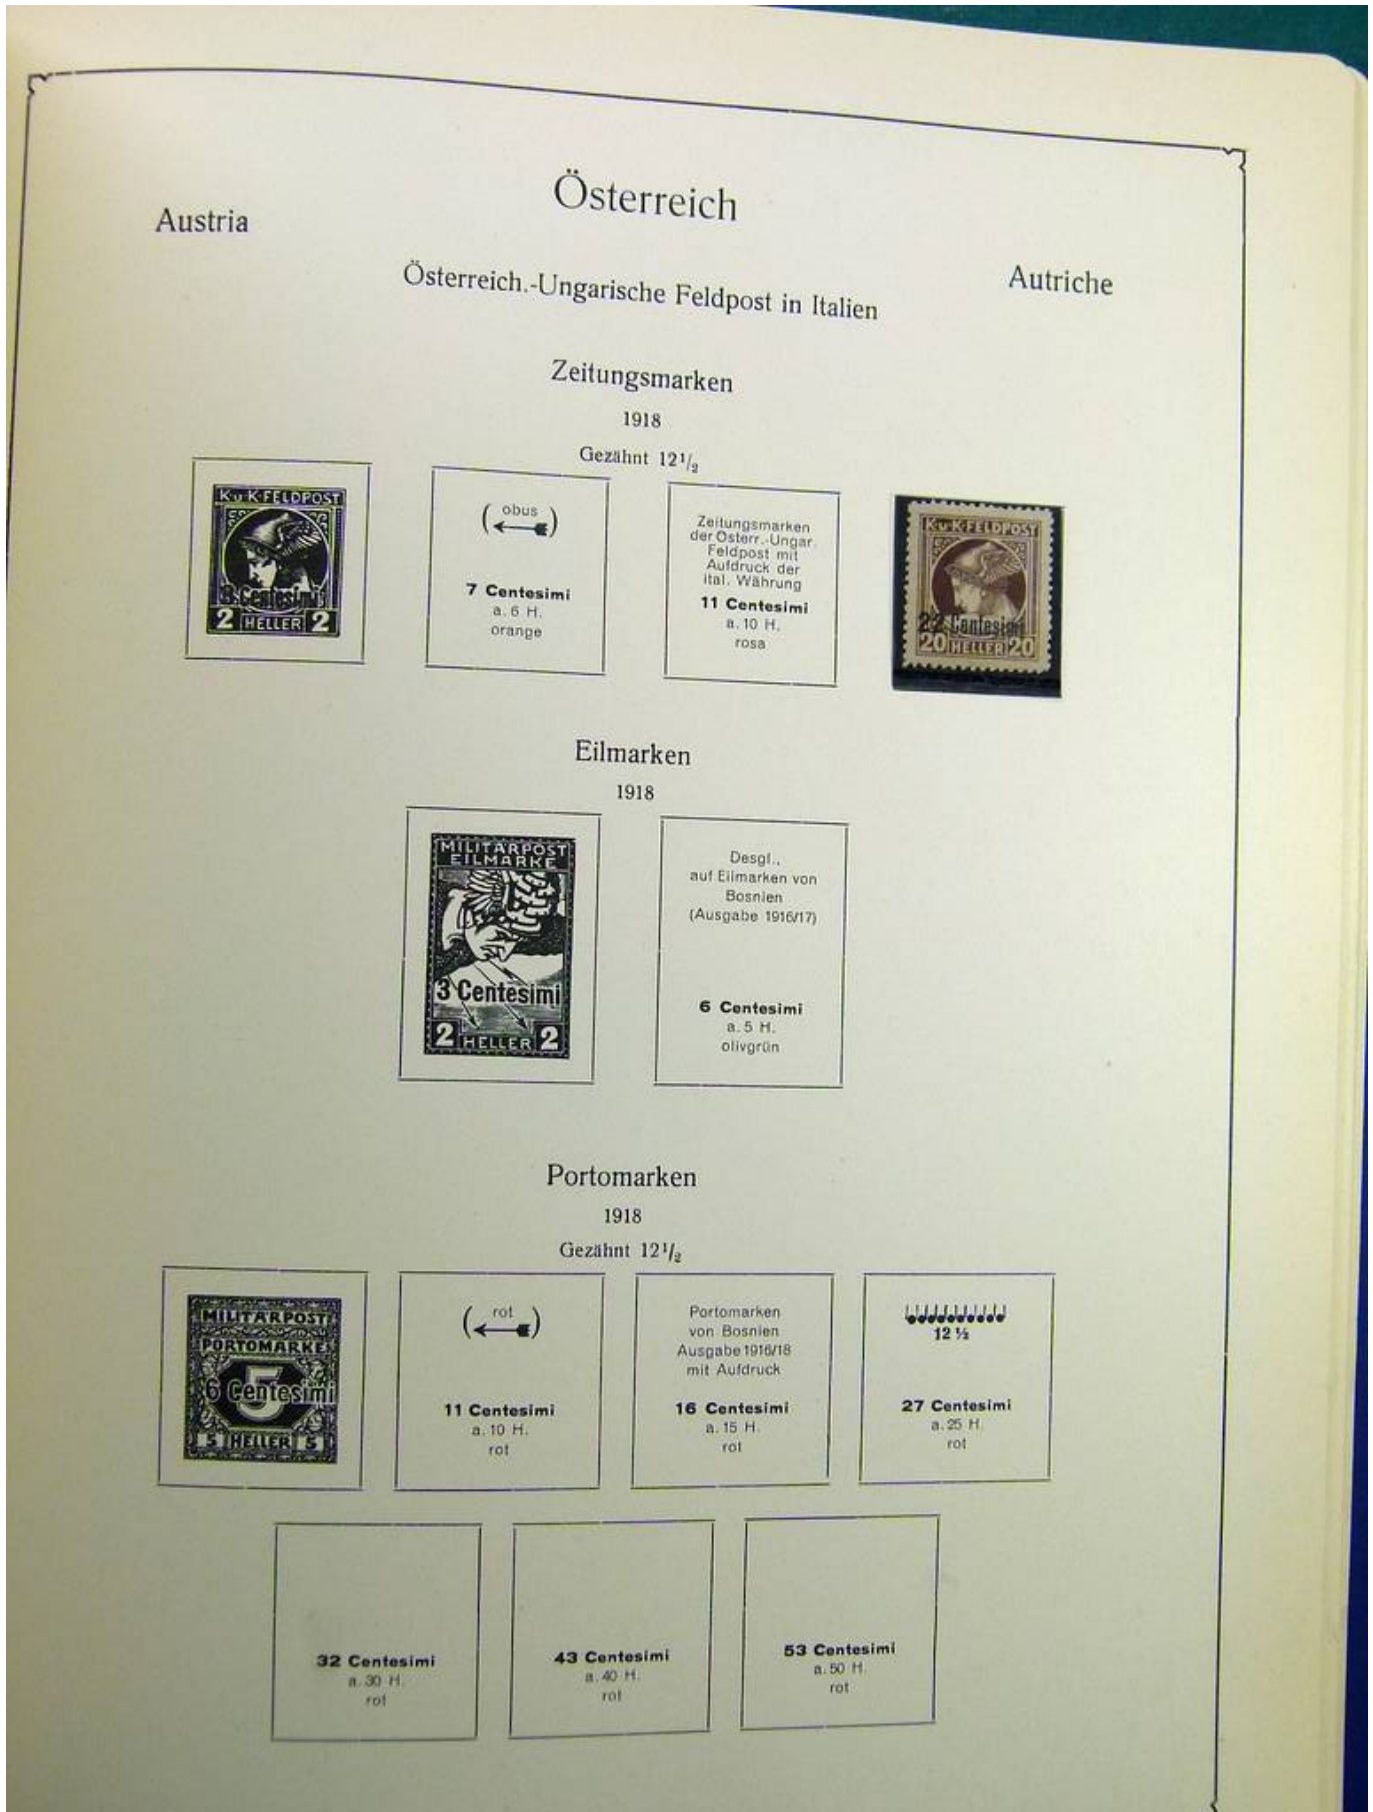 Österreich
Austria
Autriche
Österreich.-Ungarische Feldpost in Italien
Zeitungsmarken
1918
Gezähnt 12¹/₂
K.u.K.FELDPOST
3 Centesimi
2 HELLER 2
obus
7 Centesimi
a. 6 H.
orange
Zeitungsmarken
der Österr.-Ungar.
Feldpost mit
Aufdruck der
ital. Währung
11 Centesimi
a. 10 H.
rosa
K.u.K.FELDPOST
22 Centesimi
20 HELLER 20
Eilmarken
1918
MILITÄRPOST
EILMARKE
3 Centesimi
2 HELLER 2
Desgl.,
auf Eilmarken von
Bosnien
(Ausgabe 1916/17)
6 Centesimi
a. 5 H.
olivgrün
Portomarken
1918
Gezähnt 12¹/₂
MILITÄRPOST
PORTOMARKE
5
6 Centesimi
5 HELLER 5
rot
11 Centesimi
a. 10 H.
rot
Portomarken
von Bosnien
Ausgabe 1916/18
mit Aufdruck
16 Centesimi
a. 15 H.
rot
12 ½
27 Centesimi
a. 25 H.
rot
32 Centesimi
a. 30 H.
rot
43 Centesimi
a. 40 H.
rot
53 Centesimi
a. 50 H.
rot